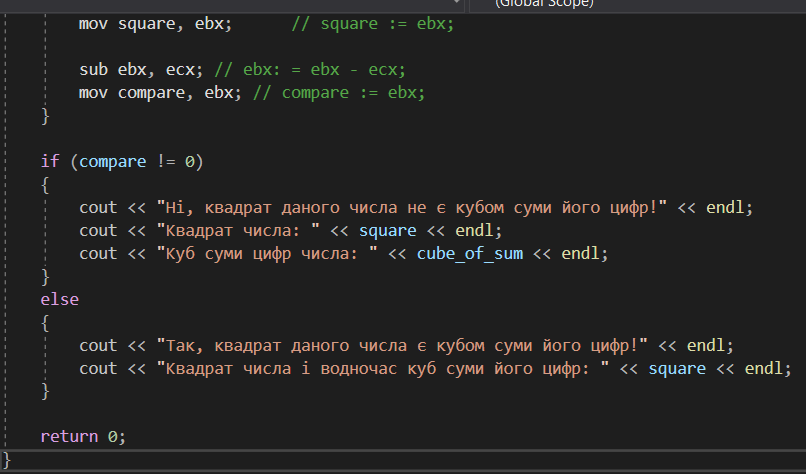 (Global Scope)
mov square, ebx; // square := ebx;
sub ebx, ecx; // ebx: = ebx - ecx;
mov compare, ebx; // compare := ebx;
}
if (compare != 0)
{
cout << "Ні, квадрат даного числа не є кубом суми його цифр!" << endl;
cout << "Квадрат числа: " << square << endl;
cout << "Куб суми цифр числа: " << cube_of_sum << endl;
}
else
{
cout << "Так, квадрат даного числа є кубом суми його цифр!" << endl;
cout << "Квадрат числа і водночас куб суми його цифр: " << square << endl;
}
return 0;
}